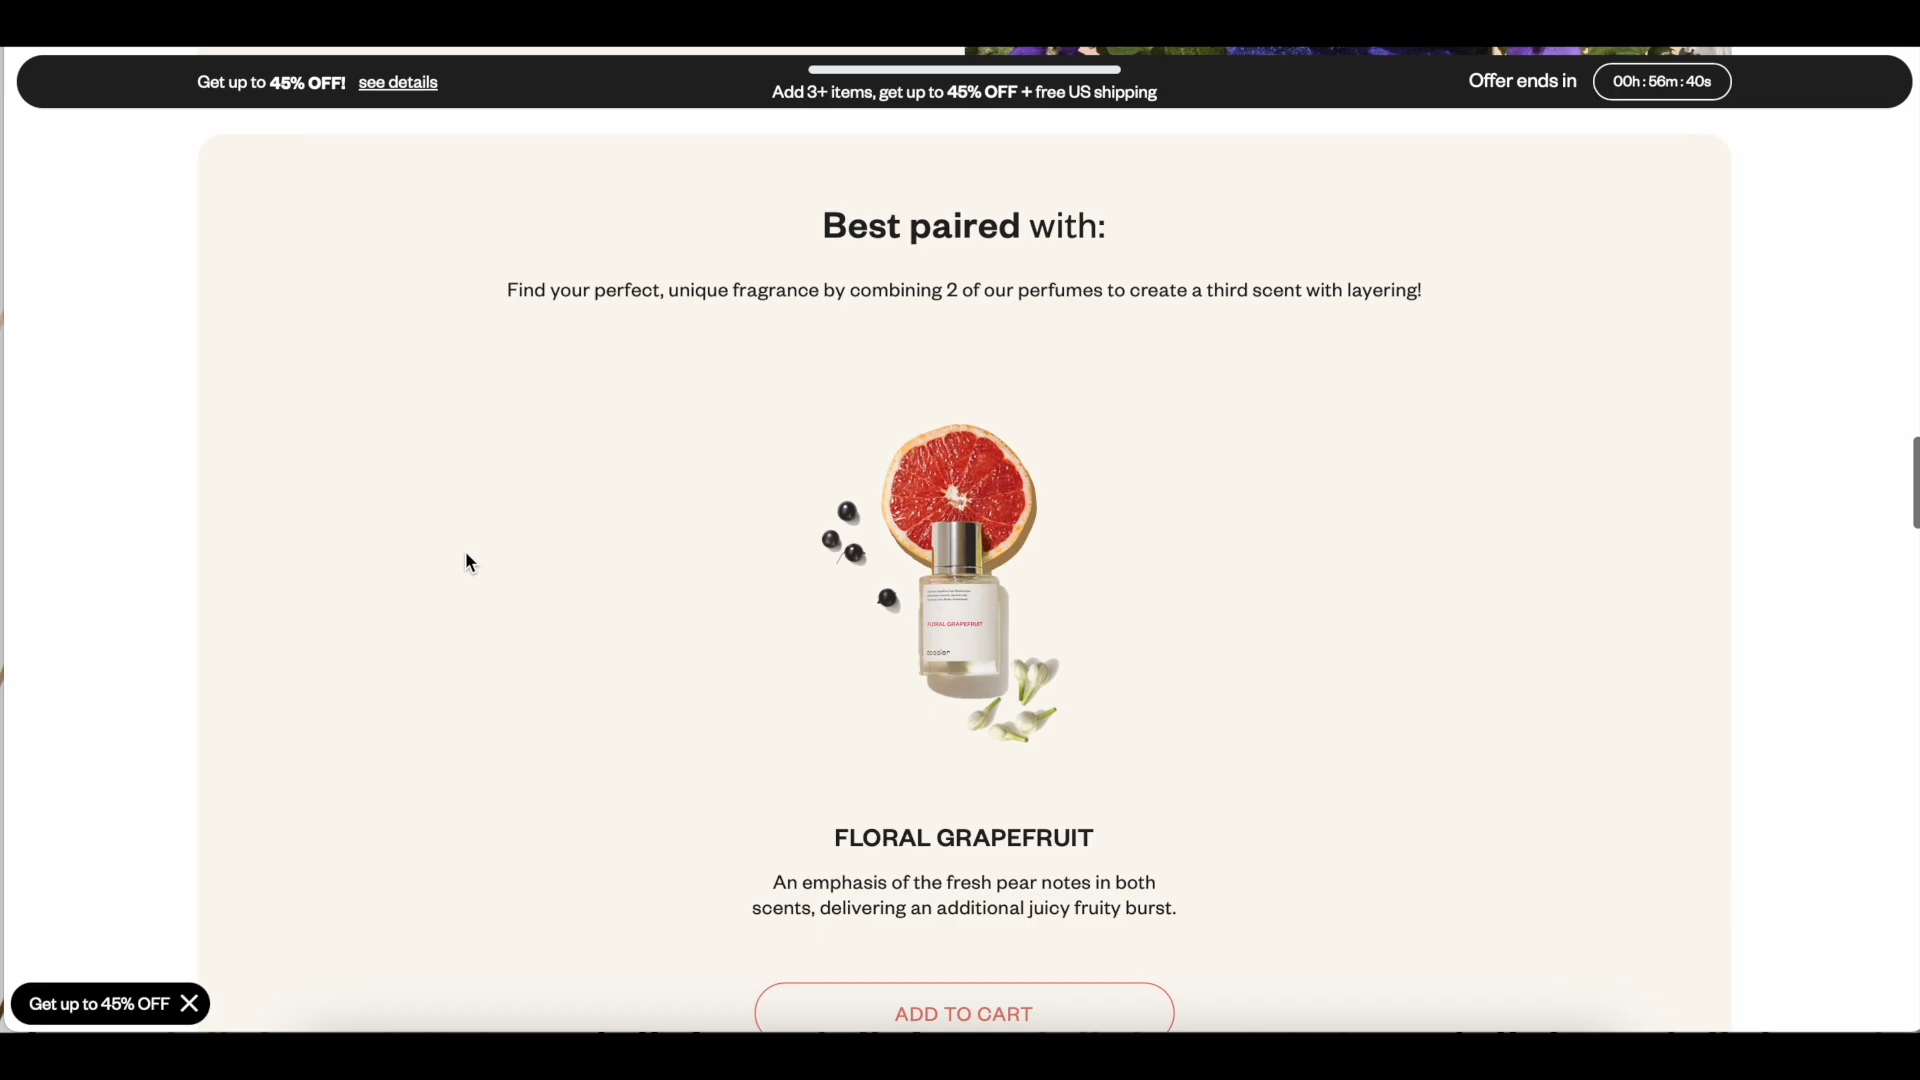 Get up to 45% OFF! see details
Add 3+ items, get up to 45% OFF + free US shipping
Offer ends in 00h : 56m : 40s
Best paired with:
Find your perfect, unique fragrance by combining 2 of our perfumes to create a third scent with layering!
FLORAL GRAPEFRUIT
dossier
FLORAL GRAPEFRUIT
An emphasis of the fresh pear notes in both
scents, delivering an additional juicy fruity burst.
Get up to 45% OFF
ADD TO CART